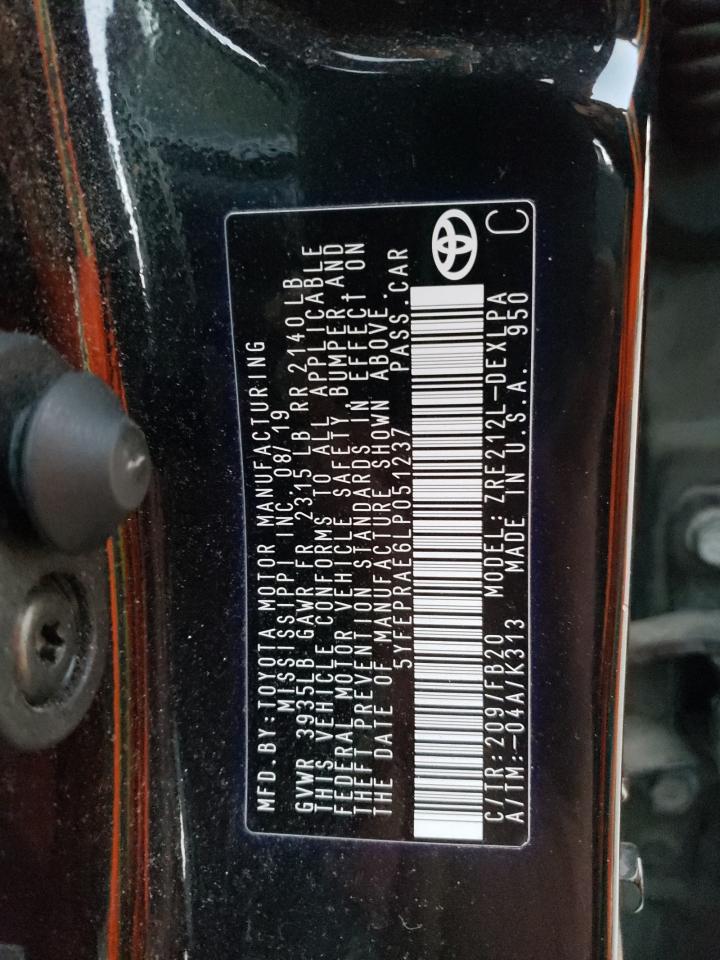 MFD.BY:TOYOTA MOTOR MANUFACTURING
MISSISSIPPI INC. 08/19
GVWR 3935LB GAWR FR 2315 LB RR 2140LB
THIS VEHICLE CONFORMS TO ALL APPLICABLE
FEDERAL MOTOR VEHICLE SAFETY BUMPER, AND
THEFT PREVENTION STANDARDS IN EFFECT ON
THE DATE OF MANUFACTURE SHOWN ABOVE.
5YFEPRAE6LP051237 PASS.CAR
C/TR:209/FB20 MODEL: ZRE212L-DEXLPA
A/TM:-04A/K313 MADE IN U.S.A. 950 C